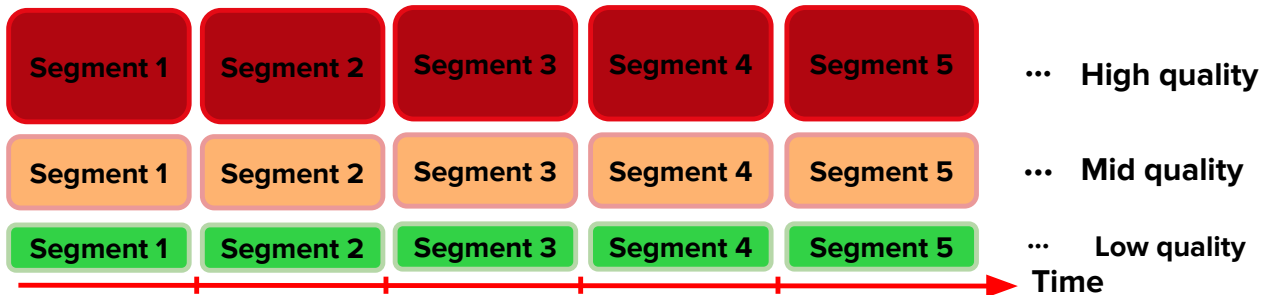 Segment 1 Segment 2 Segment 3 Segment 4 Segment 5 ... High quality
Segment 1 Segment 2 Segment 3 Segment 4 Segment 5 ... Mid quality
Segment 1 Segment 2 Segment 3 Segment 4 Segment 5 ... Low quality
Time